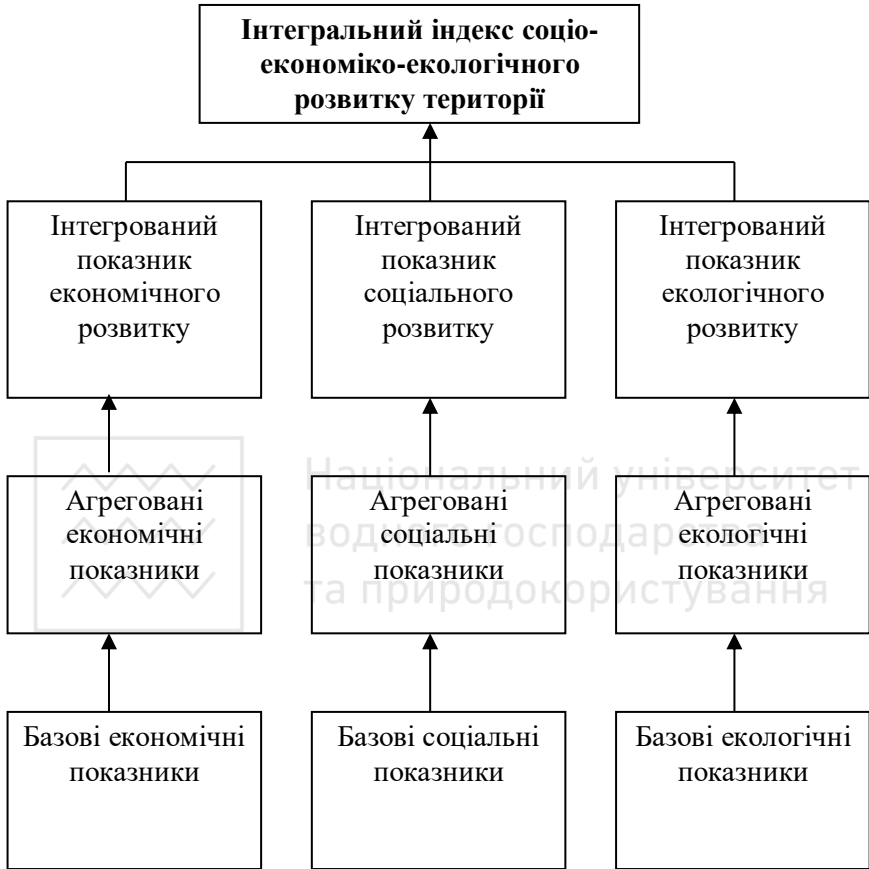 Інтегральний індекс соціо-
економіко-екологічного
розвитку території
Інтегрований
показник
економічного
розвитку
Інтегрований
показник
соціального
розвитку
Інтегрований
показник
екологічного
розвитку
Національний університет
водного господарства
та природокористування
Агреговані
економічні
показники
Агреговані
соціальні
показники
Агреговані
екологічні
показники
Базові економічні
показники
Базові соціальні
показники
Базові екологічні
показники